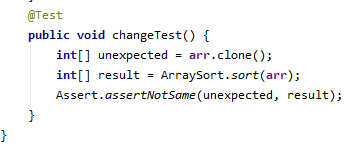 @Test
public void changeTest() {
int[] unexpected = arr.clone();
int[] result = ArraySort.sort(arr);
Assert.assertNotSame(unexpected, result);
}
}